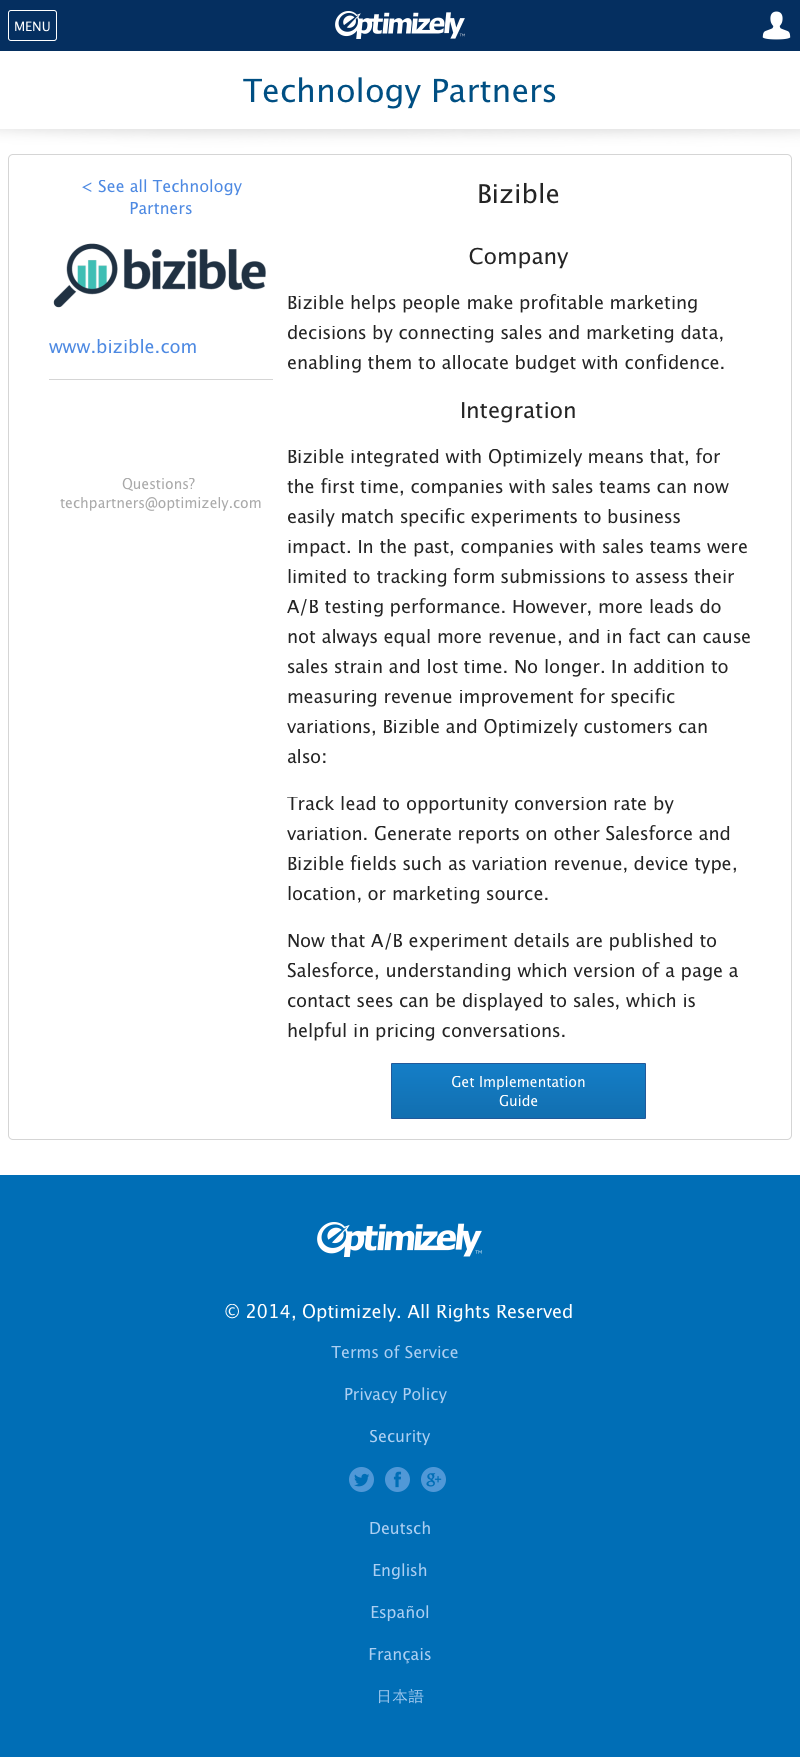 MENU
Optimizely™
Technology Partners
< See all Technology
Partners
bizible
www.bizible.com
Questions?
techpartners@optimizely.com
Bizible
Company
Bizible helps people make profitable marketing
decisions by connecting sales and marketing data,
enabling them to allocate budget with confidence.
Integration
Bizible integrated with Optimizely means that, for
the first time, companies with sales teams can now
easily match specific experiments to business
impact. In the past, companies with sales teams were
limited to tracking form submissions to assess their
A/B testing performance. However, more leads do
not always equal more revenue, and in fact can cause
sales strain and lost time. No longer. In addition to
measuring revenue improvement for specific
variations, Bizible and Optimizely customers can
also:
Track lead to opportunity conversion rate by
variation. Generate reports on other Salesforce and
Bizible fields such as variation revenue, device type,
location, or marketing source.
Now that A/B experiment details are published to
Salesforce, understanding which version of a page a
contact sees can be displayed to sales, which is
helpful in pricing conversations.
Get Implementation
Guide
Optimizely™
© 2014, Optimizely. All Rights Reserved
Terms of Service
Privacy Policy
Security
Deutsch
English
Español
Français
日本語